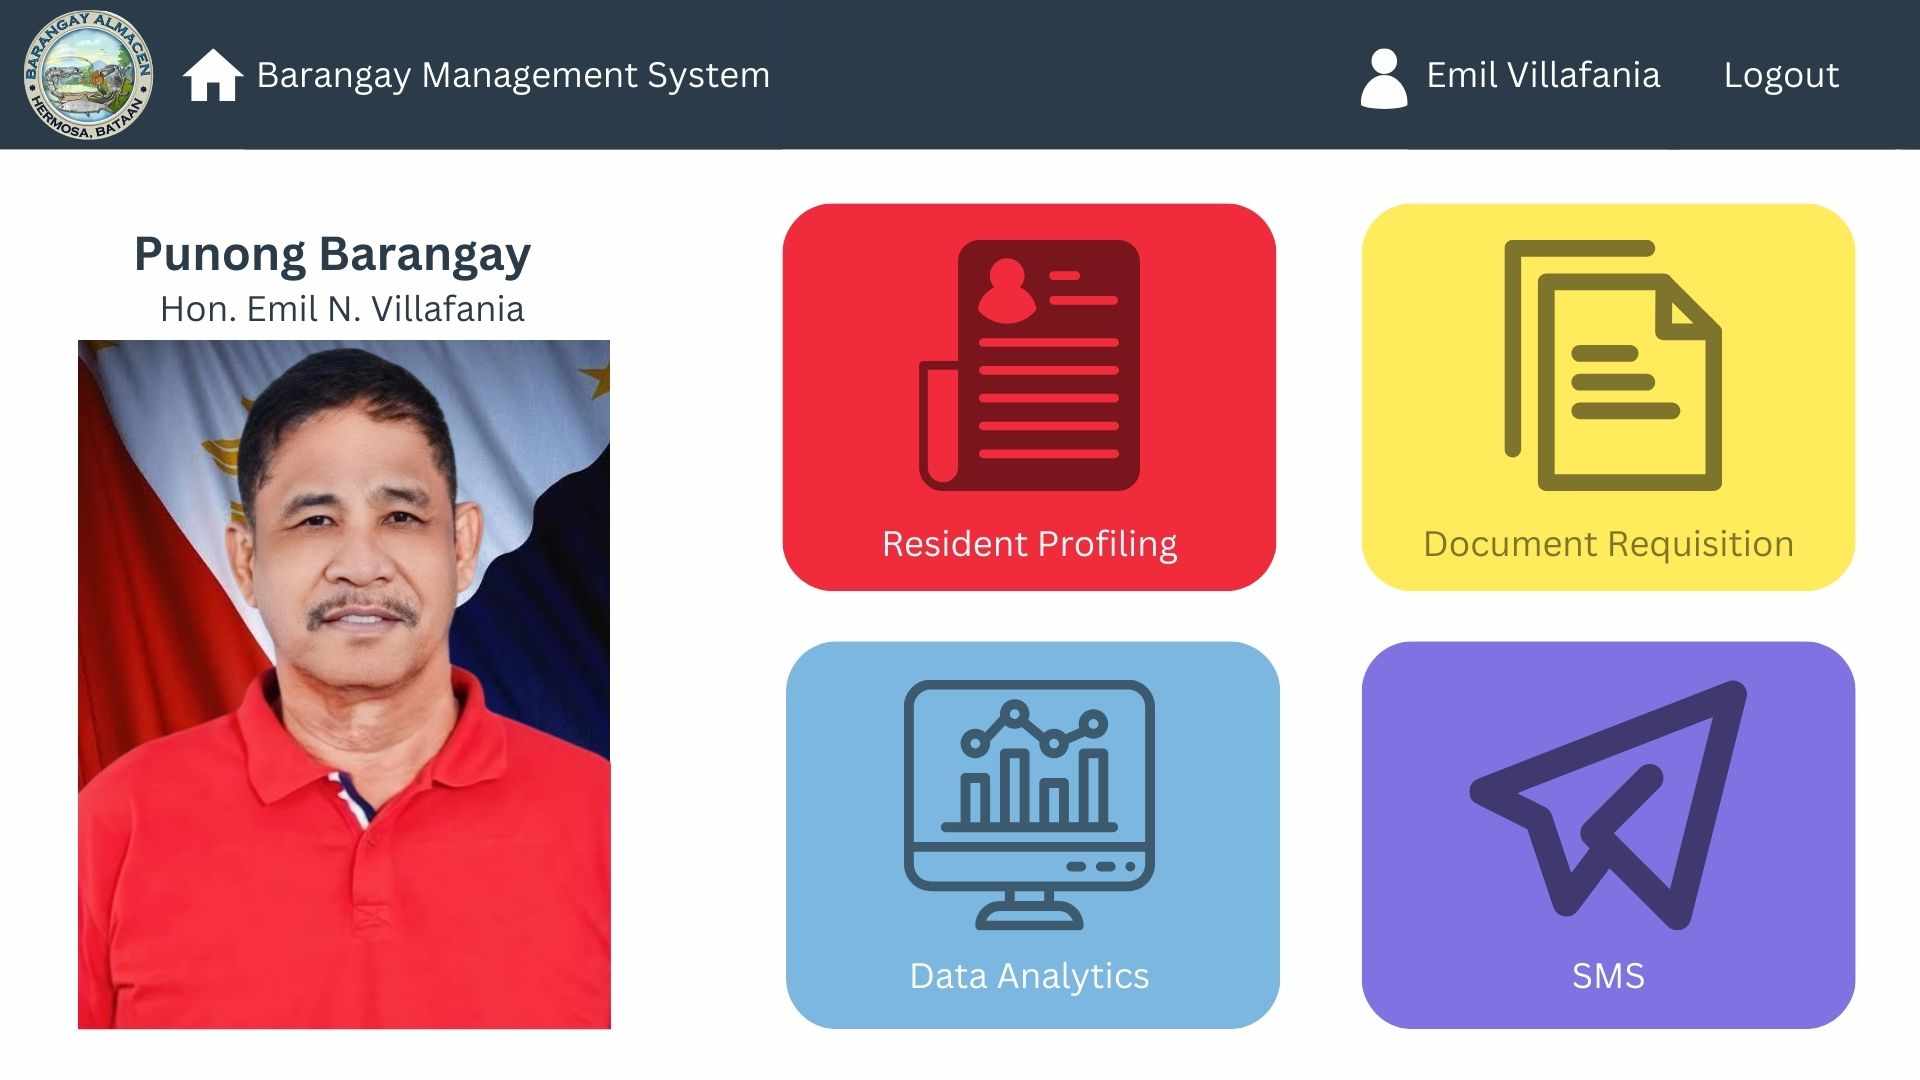 BARANGAY ALMACEN
HERMOSA, BATAAN
Barangay Management System
Emil Villafania
Logout
Punong Barangay
Hon. Emil N. Villafania
Resident Profiling
Document Requisition
Data Analytics
SMS